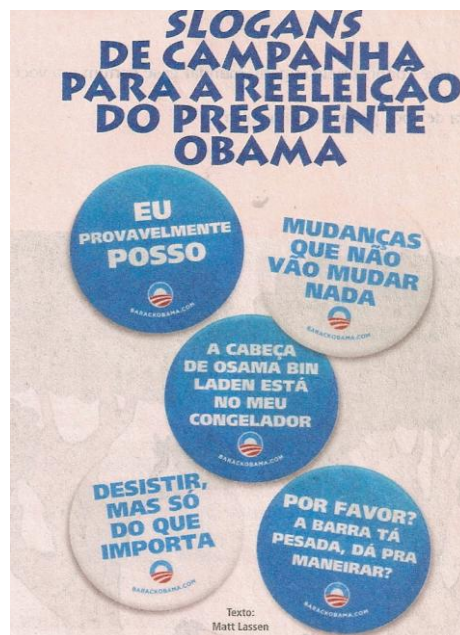 SLOGANS
DE CAMPANHA
PARA A REELEIÇÃO
DO PRESIDENTE
OBAMA
EU
PROVAVELMENTE
POSSO
BARACKOBAMA.COM
MUDANÇAS
QUE NÃO
VÃO MUDAR
NADA
BARACKOBAMA.COM
A CABEÇA
DE OSAMA BIN
LADEN ESTÁ
NO MEU
CONGELADOR
BARACKOBAMA.COM
DESISTIR,
MAS SÓ
DO QUE
IMPORTA
BARACKOBAMA.COM
POR FAVOR?
A BARRA TÁ
PESADA, DÁ PRA
MANEIRAR?
BARACKOBAMA.COM
Texto:
Matt Lassen